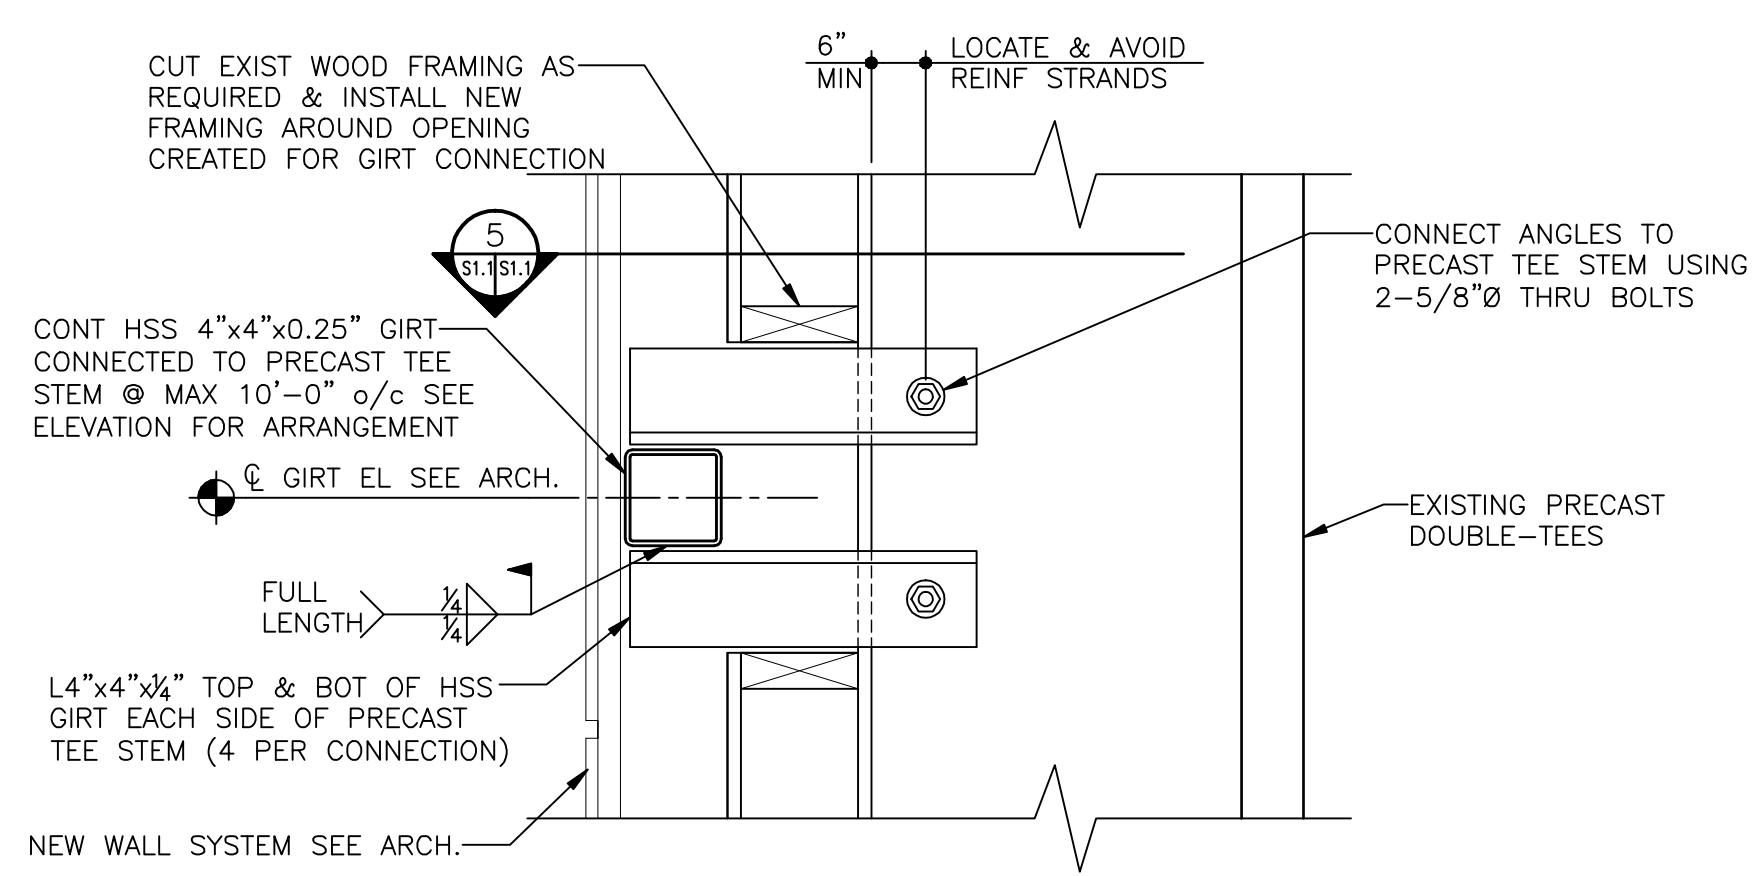 CUT EXIST WOOD FRAMING AS
REQUIRED & INSTALL NEW
FRAMING AROUND OPENING
CREATED FOR GIRT CONNECTION
6"
MIN
LOCATE & AVOID
REINF STRANDS
5
S1.1 S1.1
CONNECT ANGLES TO
PRECAST TEE STEM USING
2-5/8"Ø THRU BOLTS
CONT HSS 4"x4"x0.25" GIRT
CONNECTED TO PRECAST TEE
STEM @ MAX 10'-0" o/c SEE
ELEVATION FOR ARRANGEMENT
℄ GIRT EL SEE ARCH.
EXISTING PRECAST
DOUBLE-TEES
FULL
LENGTH
1/4
1/4
L4"x4"x1/4" TOP & BOT OF HSS
GIRT EACH SIDE OF PRECAST
TEE STEM (4 PER CONNECTION)
NEW WALL SYSTEM SEE ARCH.